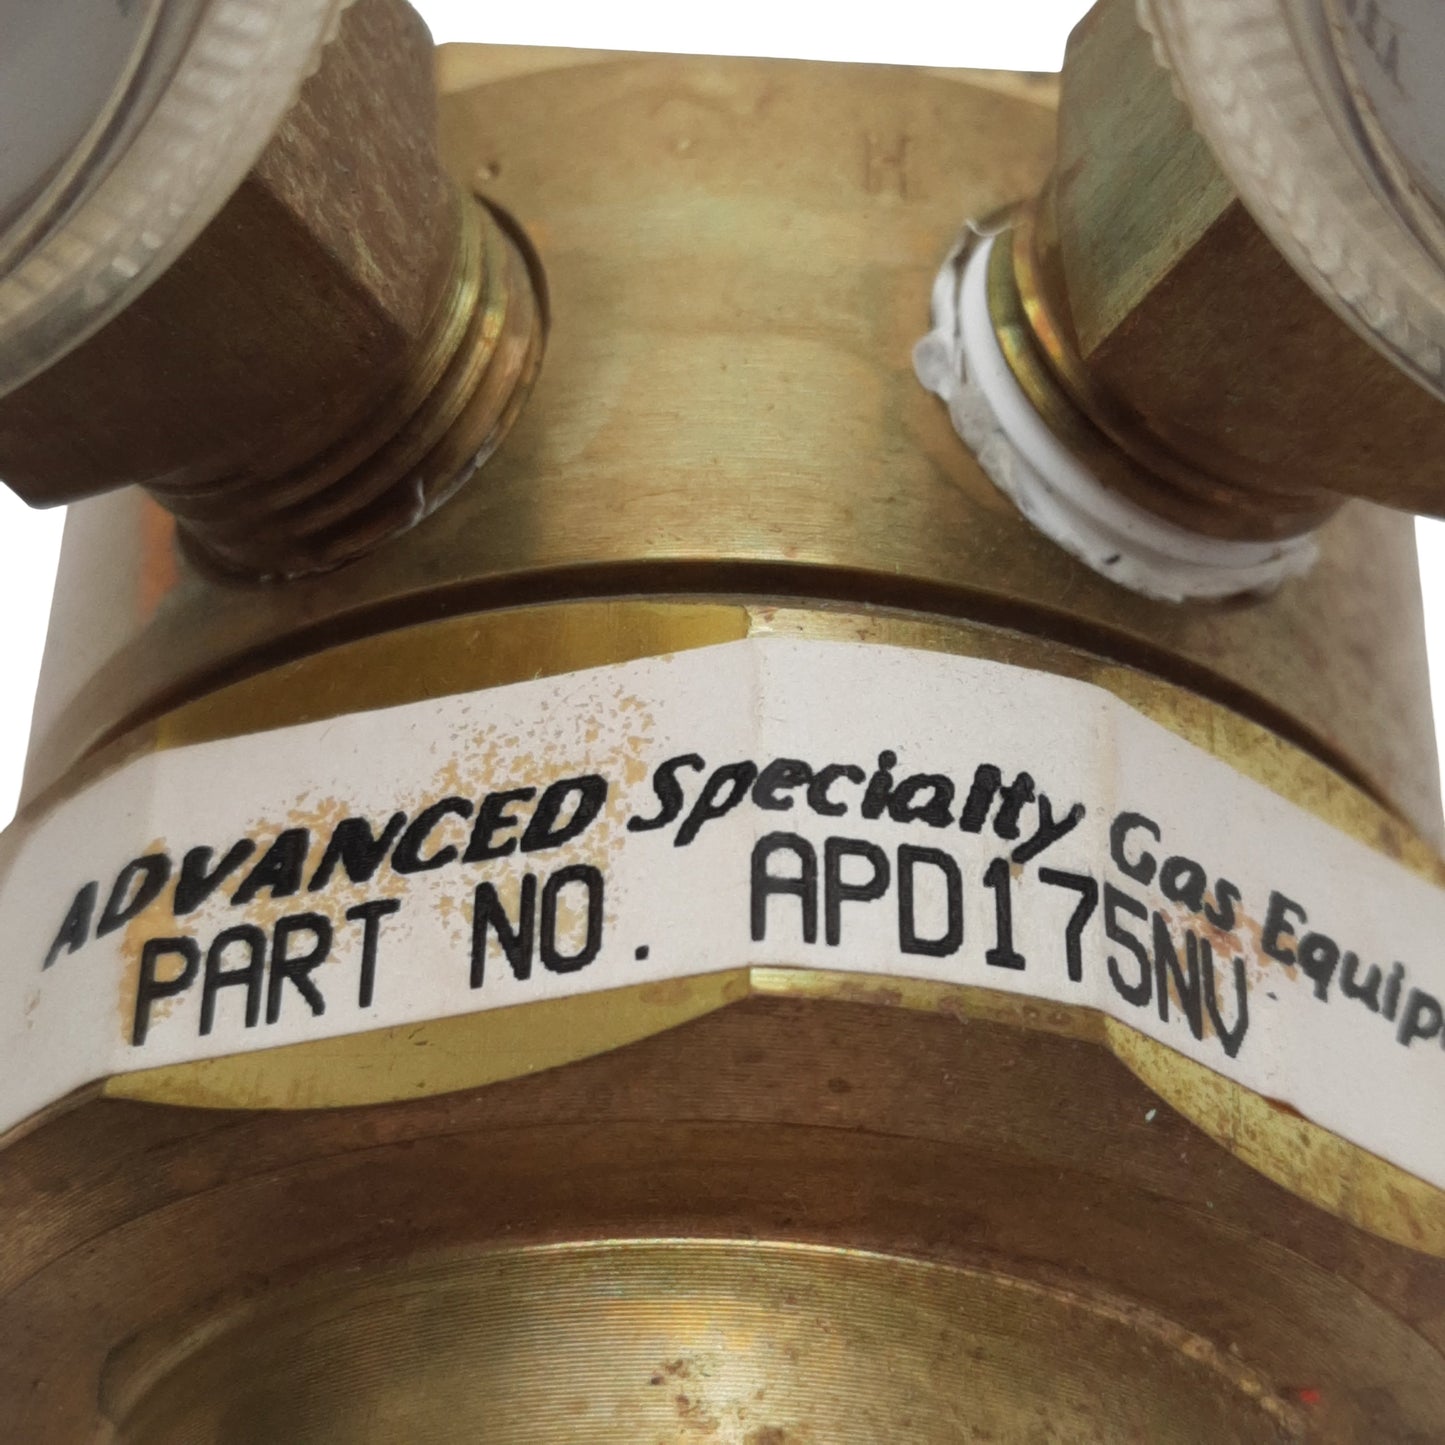 H
ADVANCED Specialty Gas Equip
PART NO. APD175NV